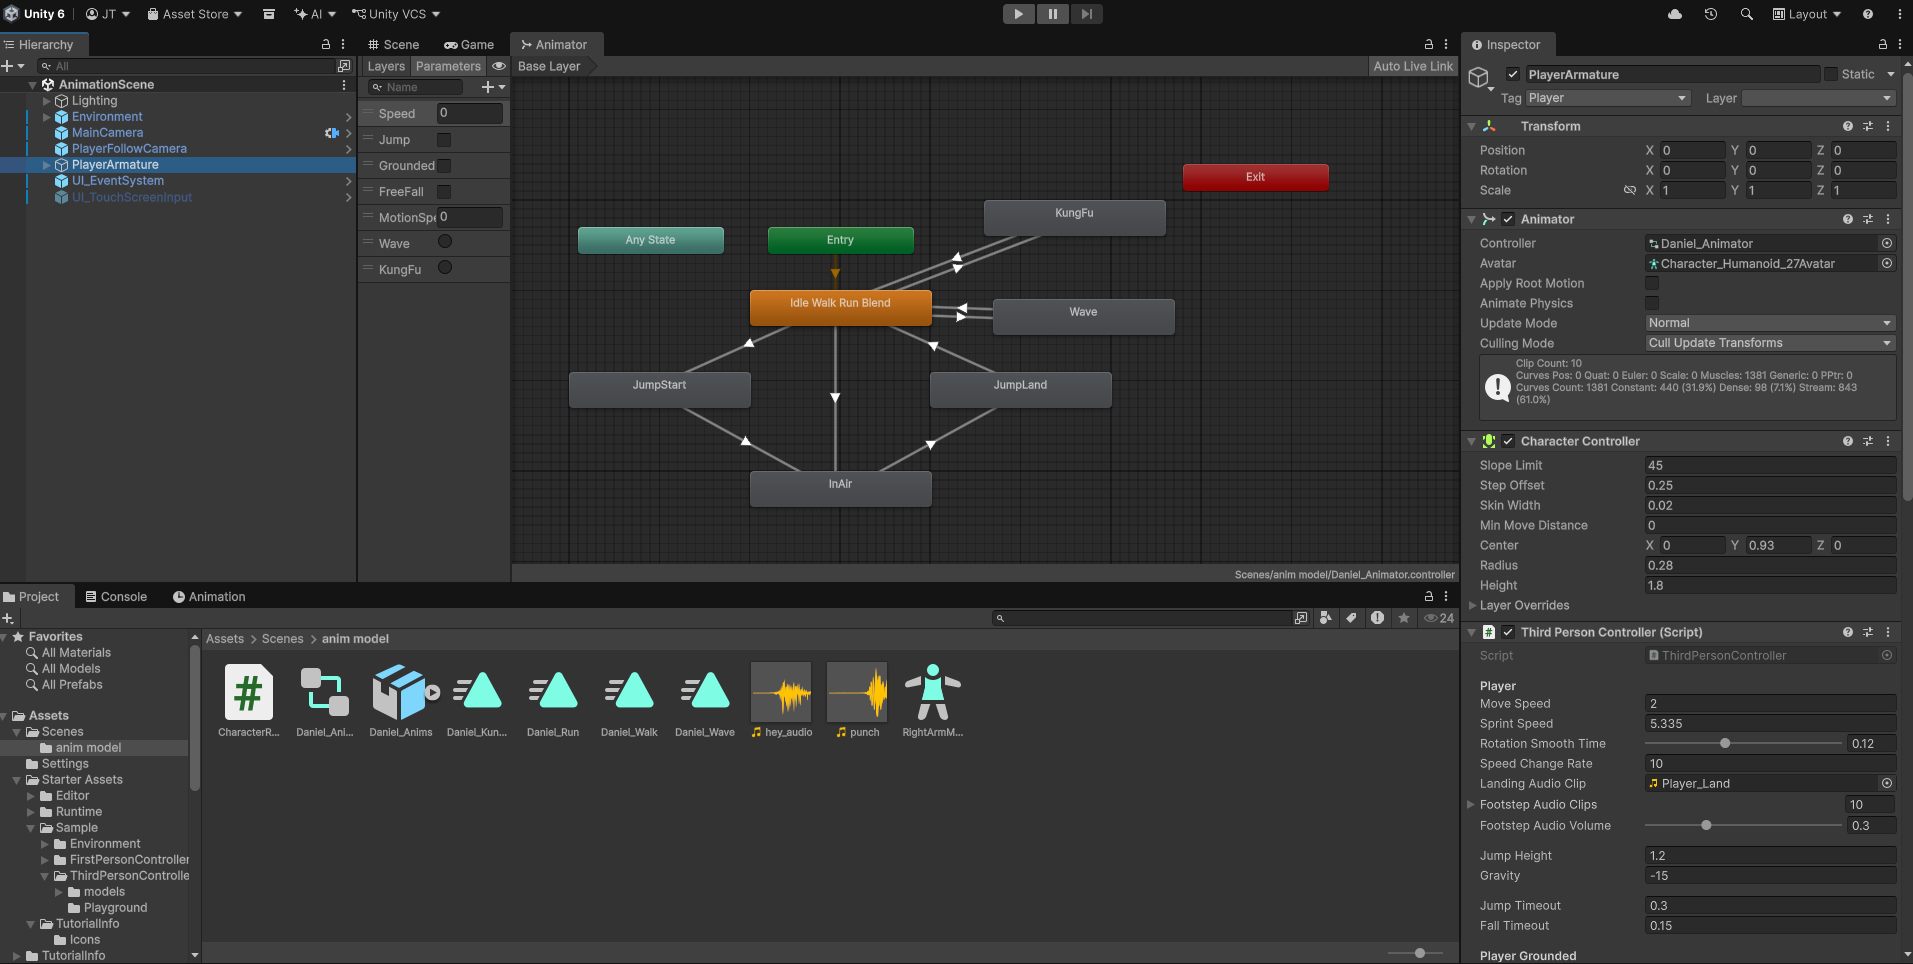 Unity 6 JT Asset Store AI Unity VCS Layout
Hierarchy
All
AnimationScene
Lighting
Environment
MainCamera
PlayerFollowCamera
PlayerArmature
UI_EventSystem
UI_TouchScreenInput
Scene Game Animator
Layers Parameters Base Layer Auto Live Link
Name
Speed 0
Jump
Grounded
FreeFall
MotionSpe 0
Wave
KungFu
Exit
KungFu
Any State
Entry
Idle Walk Run Blend
Wave
JumpStart
JumpLand
InAir
Scenes/anim model/Daniel_Animator.controller
Project Console Animation
24
Favorites
All Materials
All Models
All Prefabs
Assets
Scenes
anim model
Settings
Starter Assets
Editor
Runtime
Sample
Environment
FirstPersonController
ThirdPersonControlle
models
Playground
TutorialInfo
Icons
TutorialInfo
Assets > Scenes > anim model
CharacterR...
Daniel_Ani...
Daniel_Anims
Daniel_Kun...
Daniel_Run
Daniel_Walk
Daniel_Wave
hey_audio
punch
RightArmM...
Inspector
PlayerArmature Static
Tag Player Layer
Transform
Position X 0 Y 0 Z 0
Rotation X 0 Y 0 Z 0
Scale X 1 Y 1 Z 1
Animator
Controller Daniel_Animator
Avatar Character_Humanoid_27Avatar
Apply Root Motion
Animate Physics
Update Mode Normal
Culling Mode Cull Update Transforms
Clip Count: 10
Curves Pos: 0 Quat: 0 Euler: 0 Scale: 0 Muscles: 1381 Generic: 0 PPtr: 0
Curves Count: 1381 Constant: 440 (31.9%) Dense: 98 (7.1%) Stream: 843
(61.0%)
Character Controller
Slope Limit 45
Step Offset 0.25
Skin Width 0.02
Min Move Distance 0
Center X 0 Y 0.93 Z 0
Radius 0.28
Height 1.8
Layer Overrides
# Third Person Controller (Script)
Script ThirdPersonController
Player
Move Speed 2
Sprint Speed 5.335
Rotation Smooth Time 0.12
Speed Change Rate 10
Landing Audio Clip Player_Land
Footstep Audio Clips 10
Footstep Audio Volume 0.3
Jump Height 1.2
Gravity -15
Jump Timeout 0.3
Fall Timeout 0.15
Player Grounded